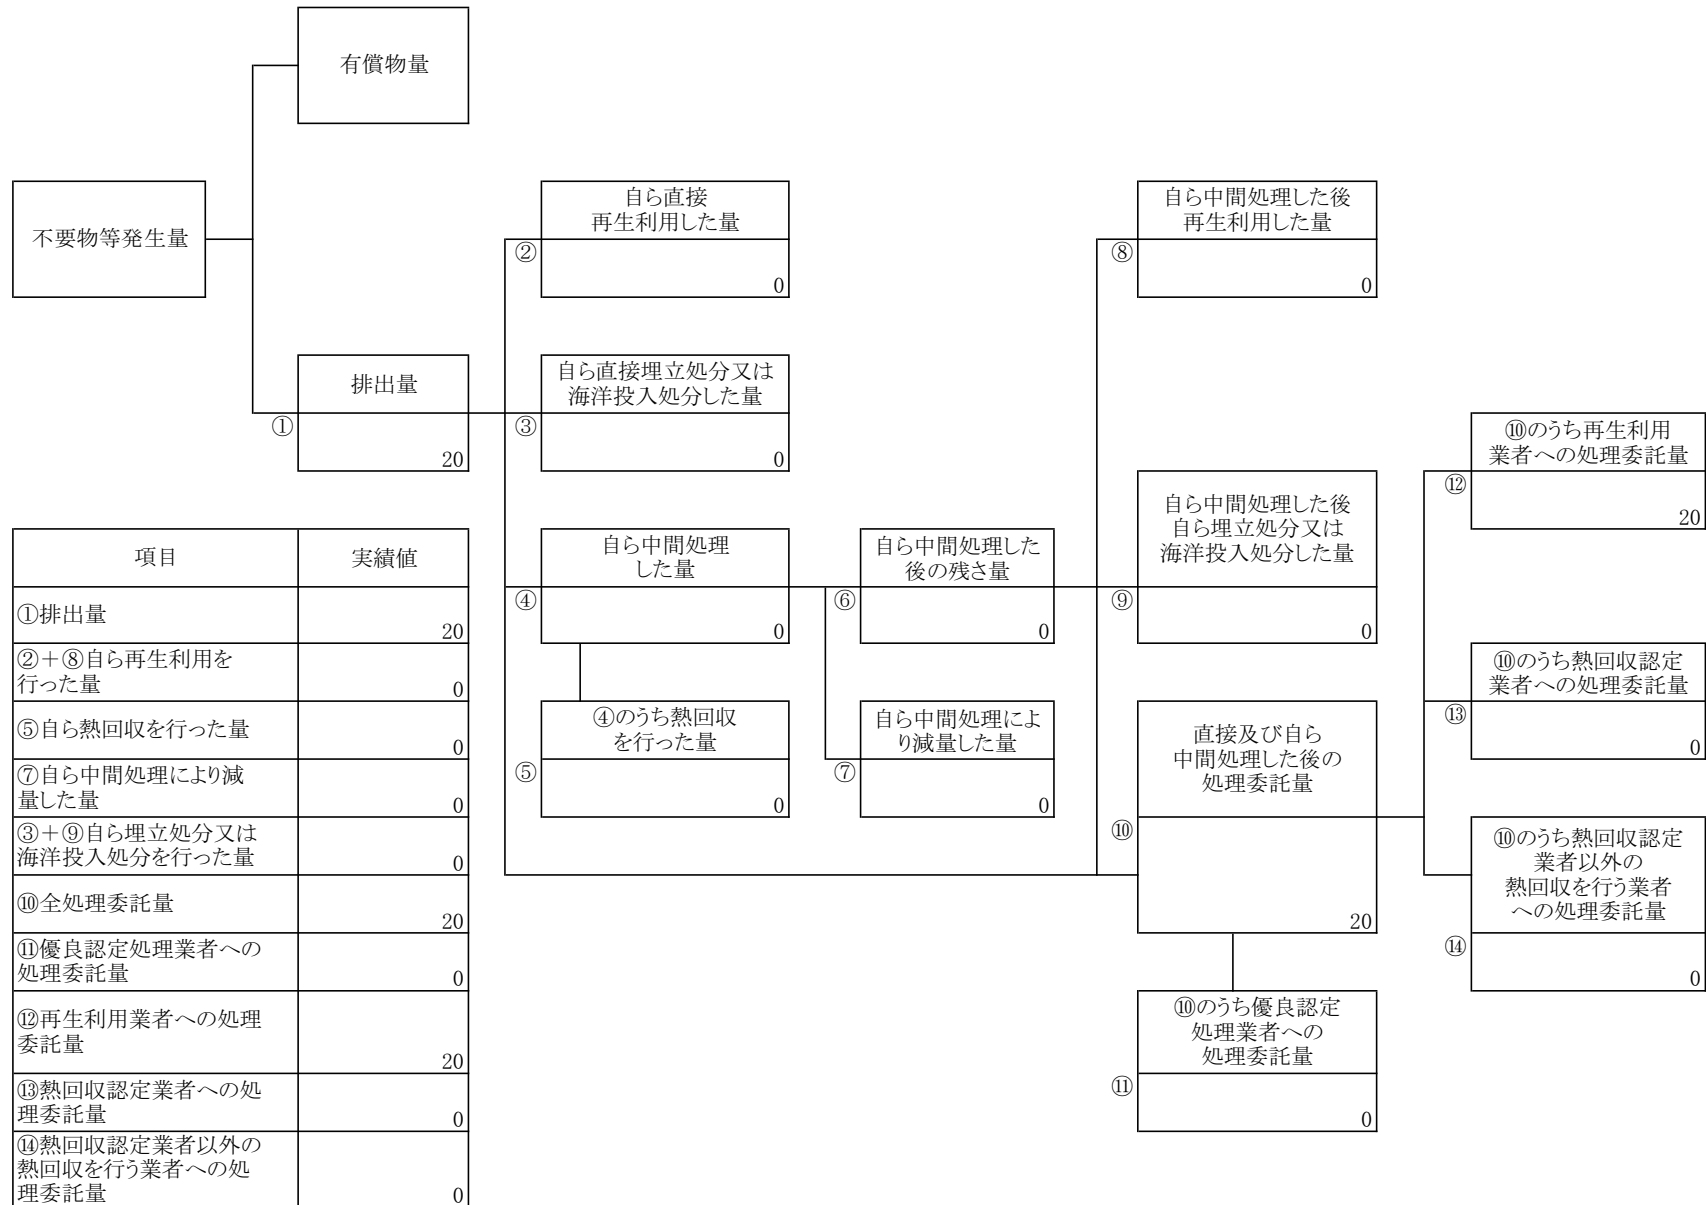 有償物量
不要物等発生量
自ら直接
再生利用した量
②
0
自ら中間処理した後
再生利用した量
⑧
0
排出量
①
20
自ら直接埋立処分又は
海洋投入処分した量
③
0
⑩のうち再生利用
業者への処理委託量
⑫
20
自ら中間処理
した量
④
0
自ら中間処理した
後の残さ量
⑥
0
自ら中間処理した後
自ら埋立処分又は
海洋投入処分した量
⑨
0
⑩のうち熱回収認定
業者への処理委託量
⑬
0
④のうち熱回収
を行った量
⑤
0
自ら中間処理によ
り減量した量
⑦
0
直接及び自ら
中間処理した後の
処理委託量
⑩
20
⑩のうち熱回収認定
業者以外の
熱回収を行う業者
への処理委託量
⑭
0
⑩のうち優良認定
処理業者への
処理委託量
⑪
0
項目 実績値
①排出量
20
②+⑧自ら再生利用を
行った量
0
⑤自ら熱回収を行った量
0
⑦自ら中間処理により減
量した量
0
③+⑨自ら埋立処分又は
海洋投入処分を行った量
0
⑩全処理委託量
20
⑪優良認定処理業者への
処理委託量
0
⑫再生利用業者への処理
委託量
20
⑬熱回収認定業者への処
理委託量
0
⑭熱回収認定業者以外の
熱回収を行う業者への処
理委託量
0